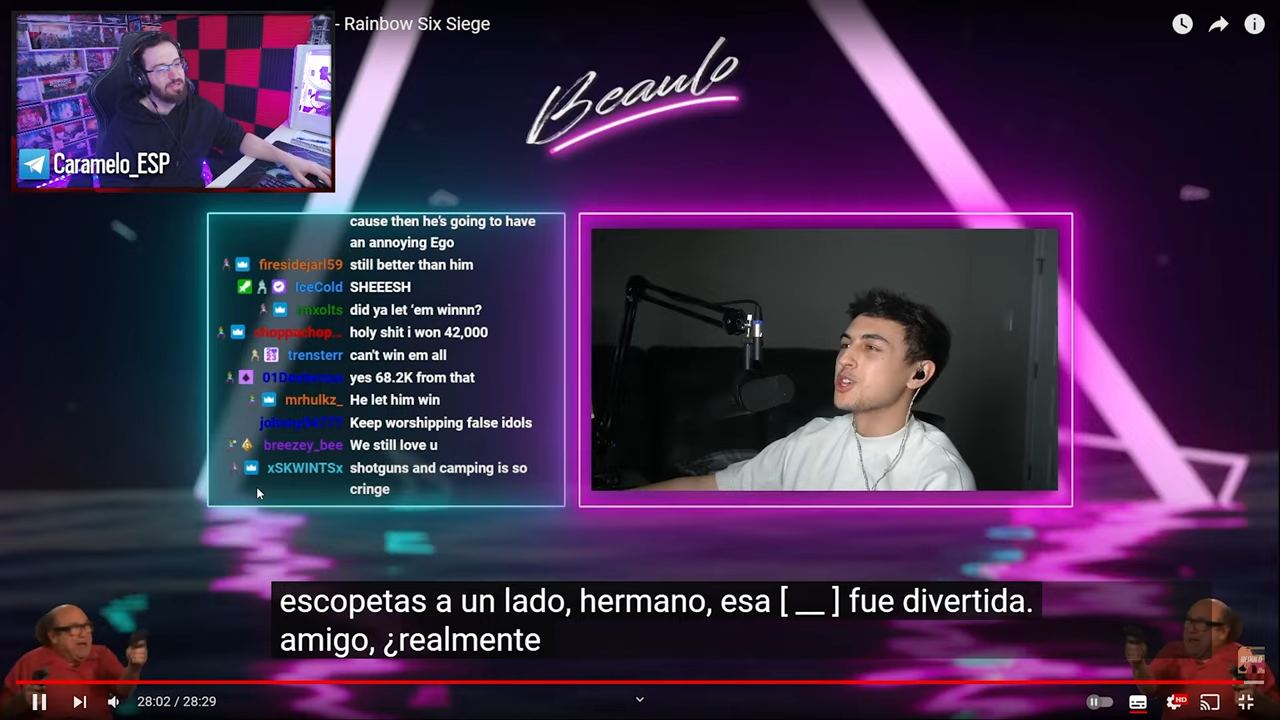 - Rainbow Six Siege
Beaulo
Caramelo_ESP
cause then he's going to have
an annoying Ego
firesidejarl59 still better than him
IceCold SHEEESH
mxolts did ya let 'em winnn?
choppachop... holy shit i won 42,000
trensterr can't win em all
yes 68.2K from that
mrhulkz_ He let him win
Keep worshipping false idols
breezey_bee We still love u
xSKWINTSx shotguns and camping is so
cringe
escopetas a un lado, hermano, esa [ __ ] fue divertida.
amigo, ¿realmente
28:02 / 28:29
HD